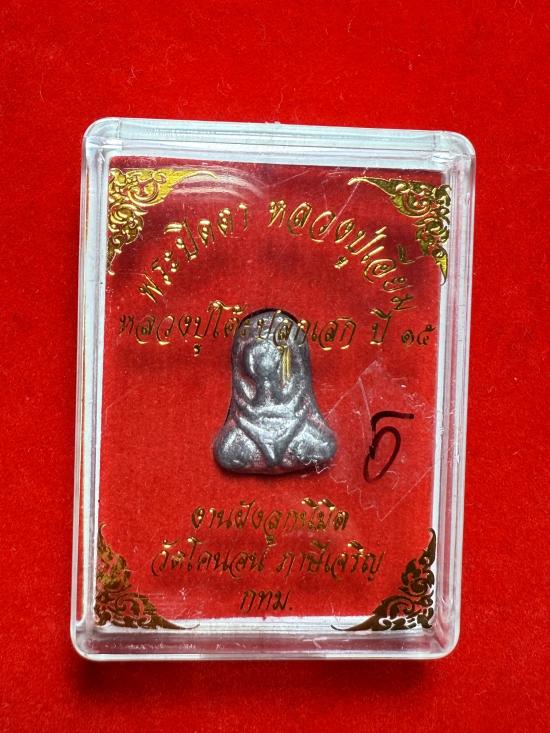 พระปิดตา หลวงปู่เอี่ยม
หลวงปู่โต๊ะปลุกเสก ปี ๑๕
งานฝังลูกนิมิต
วัดโคนอน ภาษีเจริญ
กทม.